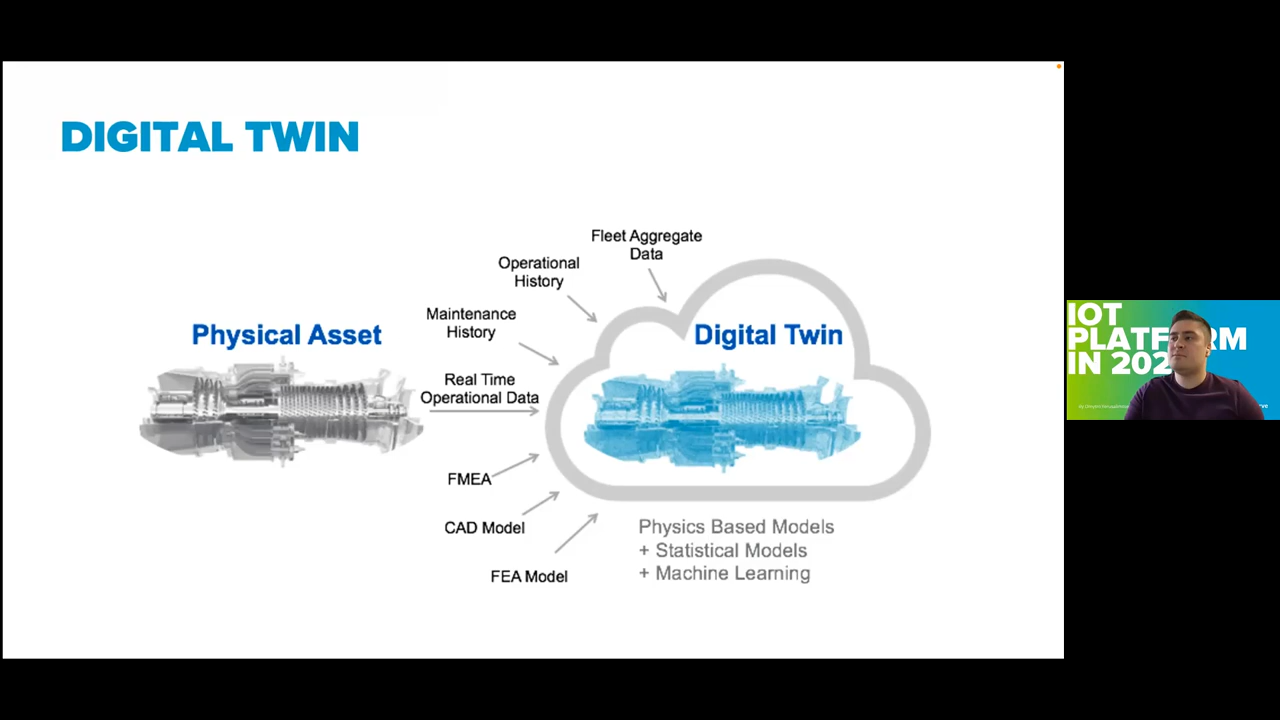 DIGITAL TWIN
Fleet Aggregate
Data
Operational
History
Maintenance
History
Physical Asset
Digital Twin
Real Time
Operational Data
FMEA
CAD Model
FEA Model
Physics Based Models
+ Statistical Models
+ Machine Learning
IOT
PLATFORM
IN 202